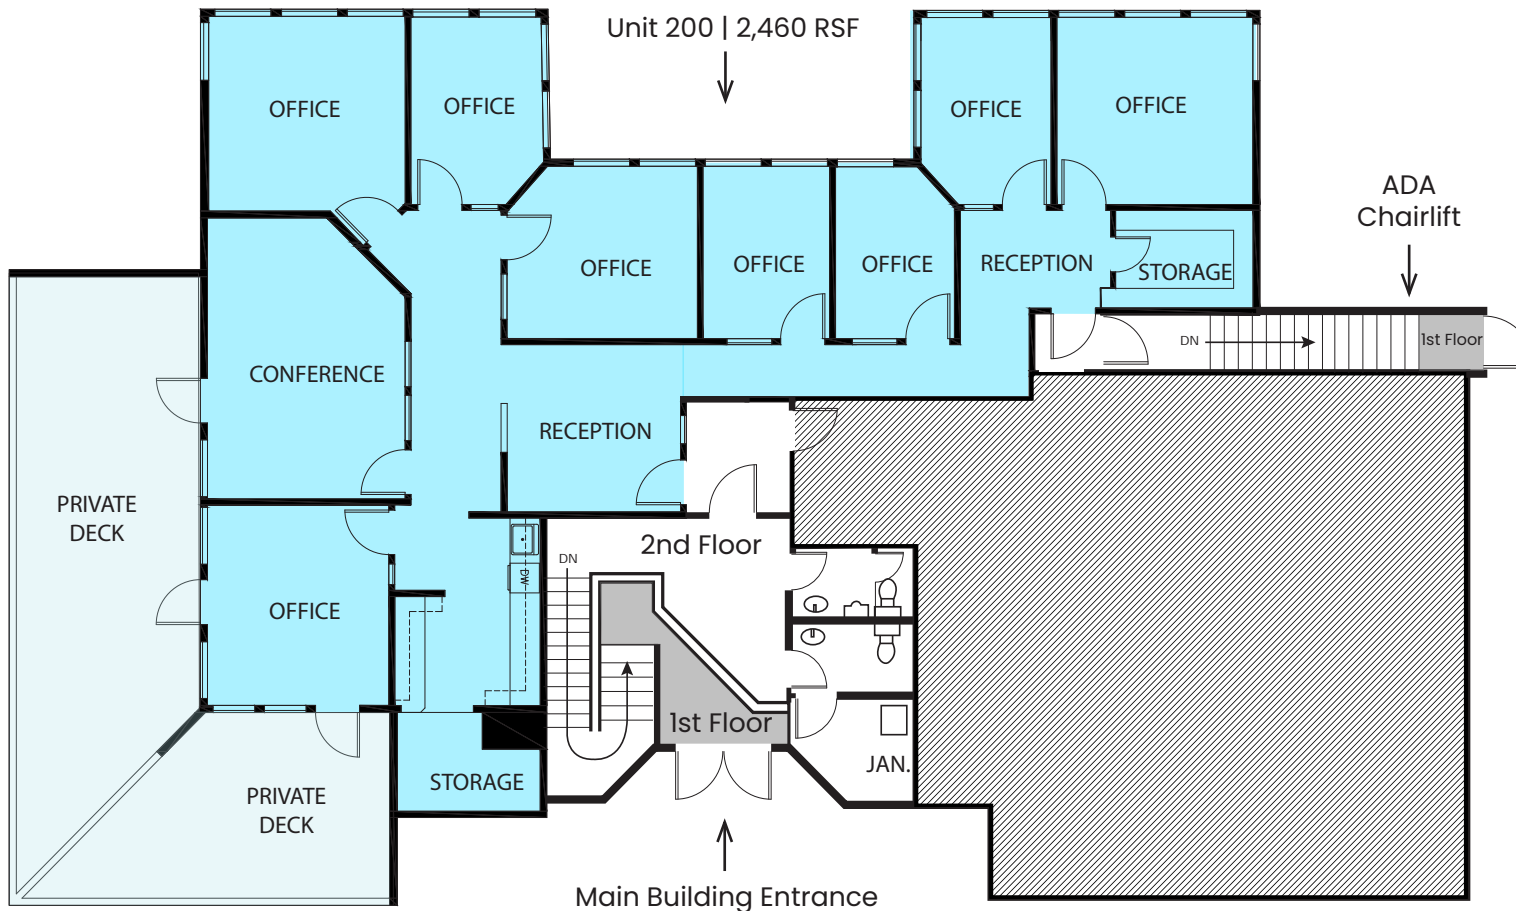 Unit 200 | 2,460 RSF
OFFICE
OFFICE
OFFICE
OFFICE
ADA
Chairlift
OFFICE
OFFICE
OFFICE
RECEPTION
STORAGE
DN
1st Floor
CONFERENCE
RECEPTION
PRIVATE
DECK
2nd Floor
DN
DW
OFFICE
1st Floor
JAN.
STORAGE
PRIVATE
DECK
Main Building Entrance